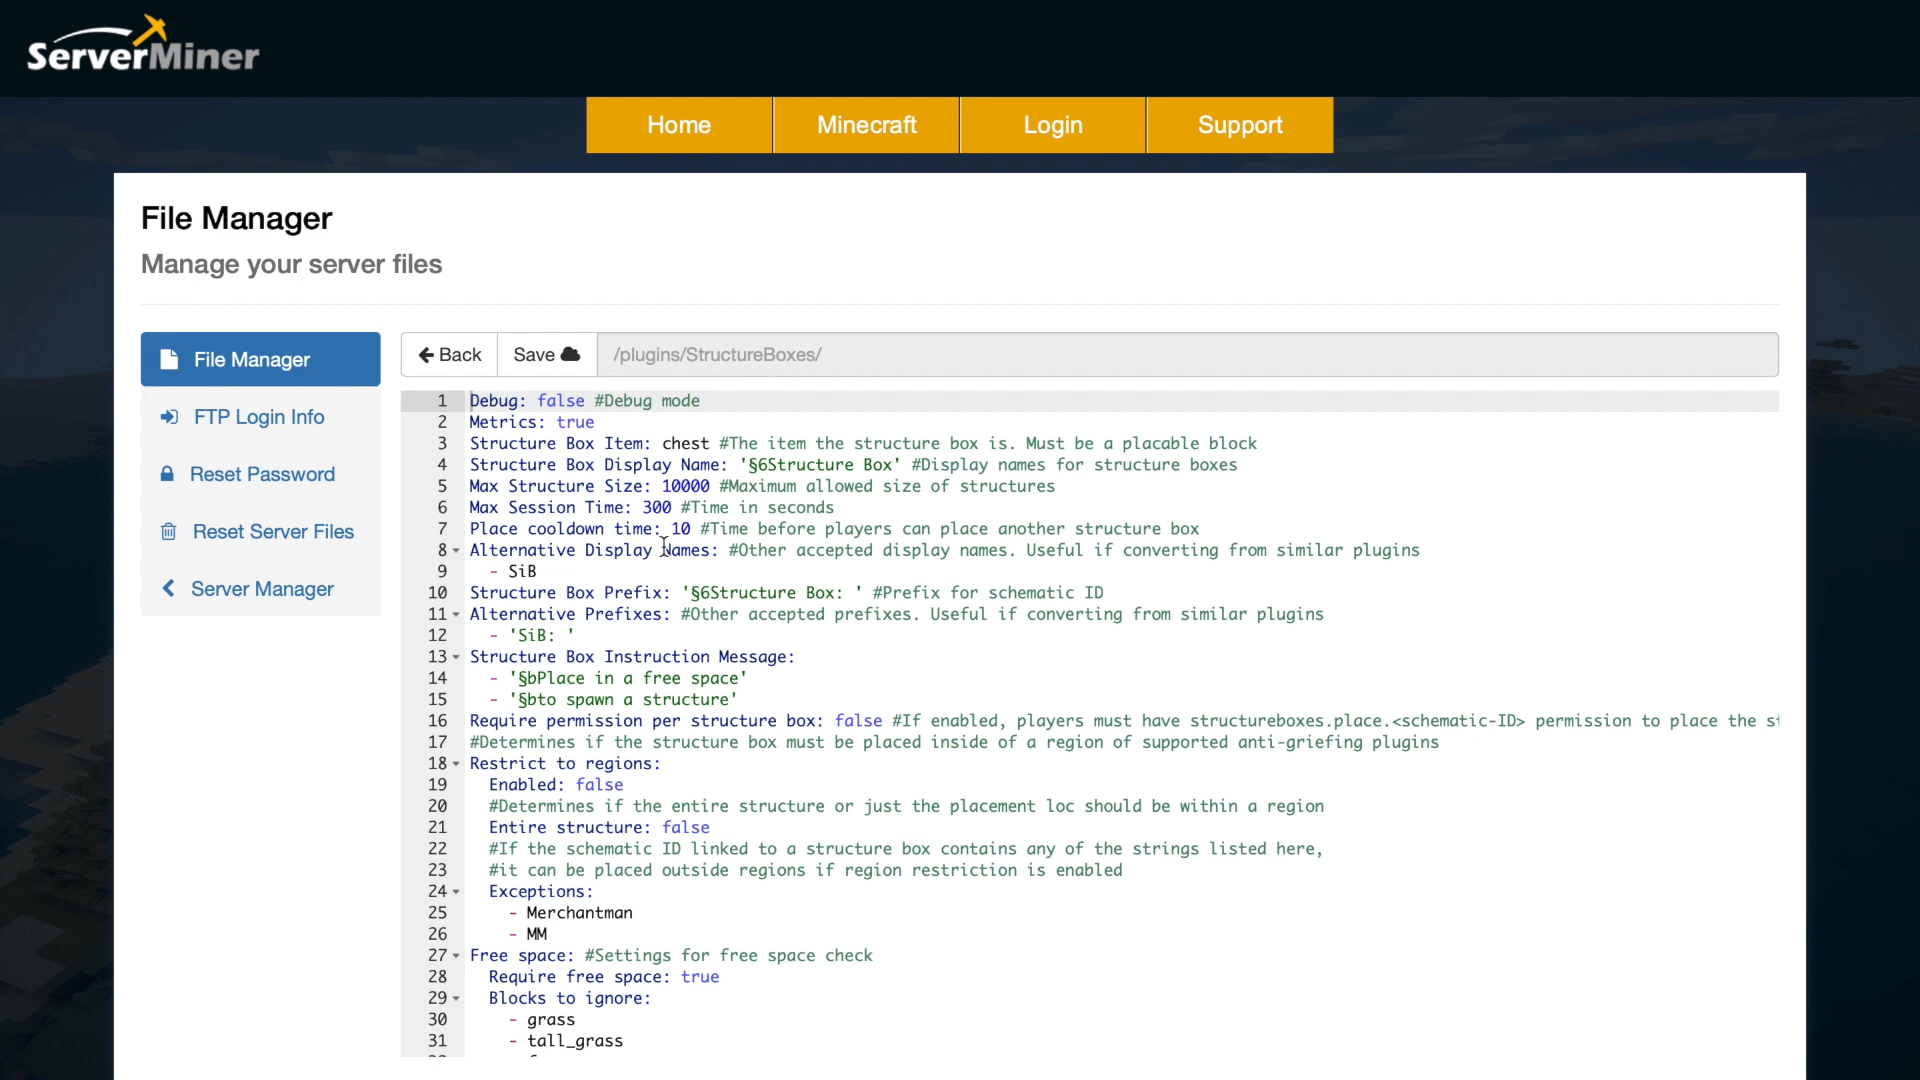 ServerMiner
Home
Minecraft
Login
Support
File Manager
Manage your server files
File Manager
FTP Login Info
Reset Password
Reset Server Files
Server Manager
Back
Save
/plugins/StructureBoxes/
1 Debug: false #Debug mode
2 Metrics: true
3 Structure Box Item: chest #The item the structure box is. Must be a placable block
4 Structure Box Display Name: '§6Structure Box' #Display names for structure boxes
5 Max Structure Size: 10000 #Maximum allowed size of structures
6 Max Session Time: 300 #Time in seconds
7 Place cooldown time: 10 #Time before players can place another structure box
8 Alternative Display Names: #Other accepted display names. Useful if converting from similar plugins
9 - SiB
10 Structure Box Prefix: '§6Structure Box: ' #Prefix for schematic ID
11 Alternative Prefixes: #Other accepted prefixes. Useful if converting from similar plugins
12 - 'SiB: '
13 Structure Box Instruction Message:
14 - '§bPlace in a free space'
15 - '§bto spawn a structure'
16 Require permission per structure box: false #If enabled, players must have structureboxes.place.<schematic-ID> permission to place the
17 #Determines if the structure box must be placed inside of a region of supported anti-griefing plugins
18 Restrict to regions:
19 Enabled: false
20 #Determines if the entire structure or just the placement loc should be within a region
21 Entire structure: false
22 #If the schematic ID linked to a structure box contains any of the strings listed here,
23 #it can be placed outside regions if region restriction is enabled
24 Exceptions:
25 - Merchantman
26 - MM
27 Free space: #Settings for free space check
28 Require free space: true
29 Blocks to ignore:
30 - grass
31 - tall_grass